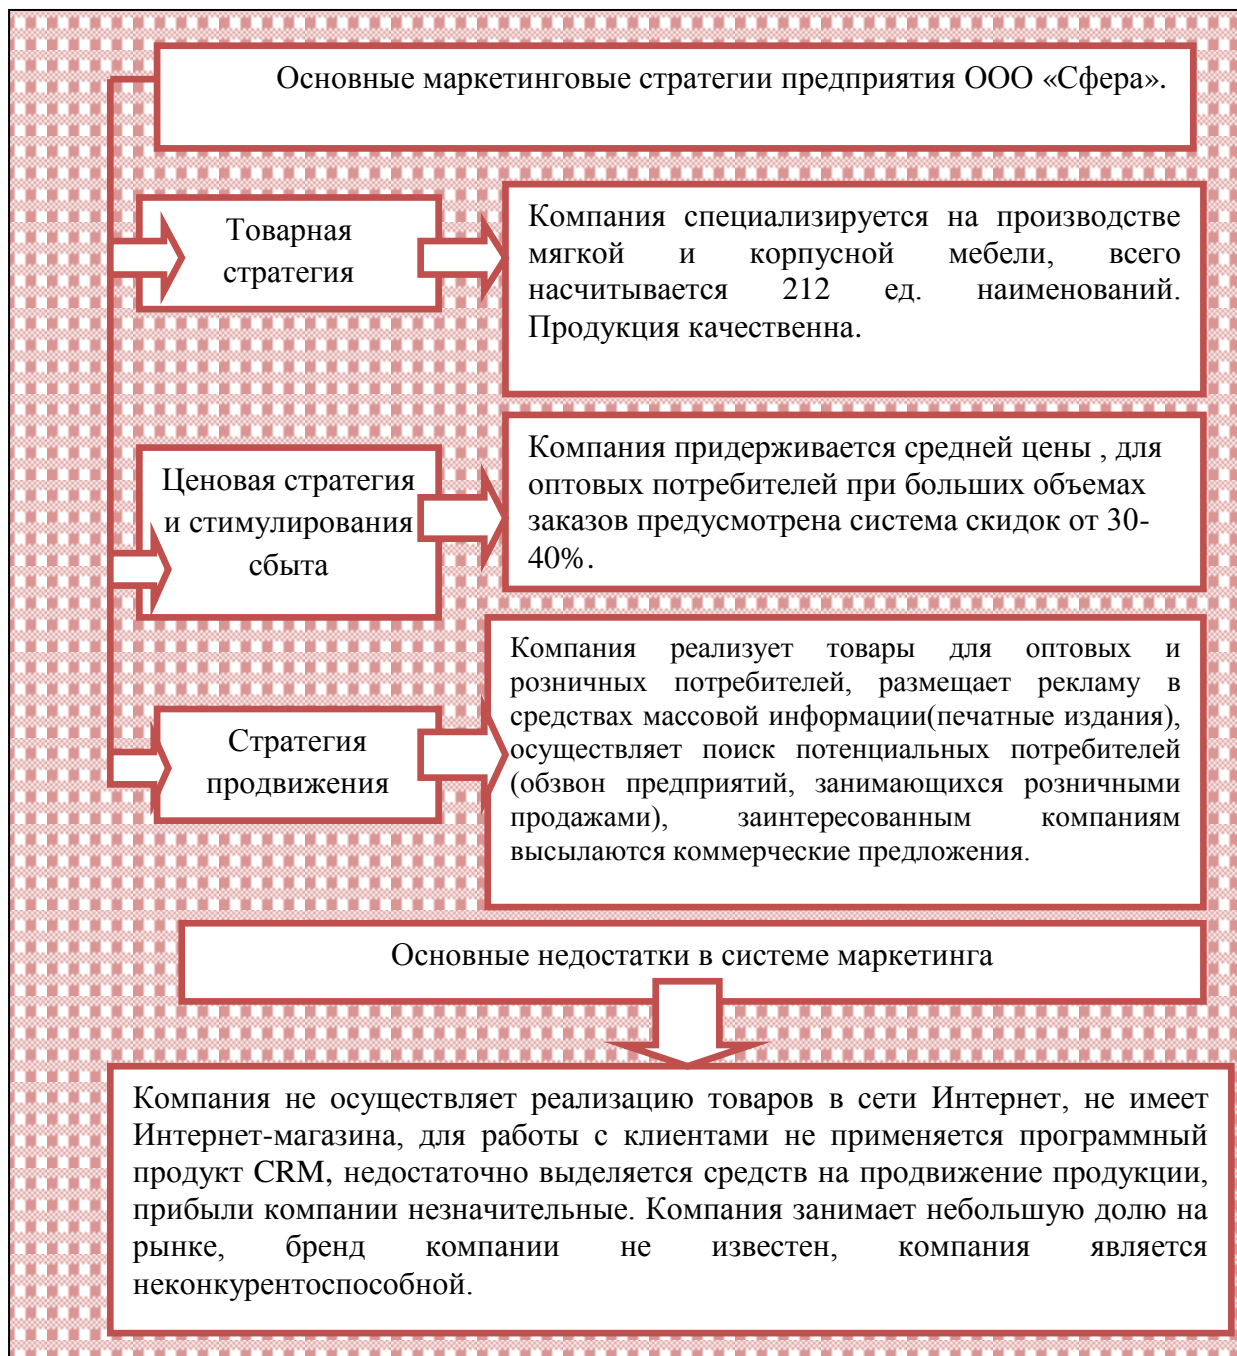 Основные маркетинговые стратегии предприятия ООО «Сфера».
Товарная
стратегия
Компания специализируется на производстве
мягкой и корпусной мебели, всего
насчитывается 212 ед. наименований.
Продукция качественна.
Ценовая стратегия
и стимулирования
сбыта
Компания придерживается средней цены , для
оптовых потребителей при больших объемах
заказов предусмотрена система скидок от 30-
40%.
Стратегия
продвижения
Компания реализует товары для оптовых и
розничных потребителей, размещает рекламу в
средствах массовой информации(печатные издания),
осуществляет поиск потенциальных потребителей
(обзвон предприятий, занимающихся розничными
продажами), заинтересованным компаниям
высылаются коммерческие предложения.
Основные недостатки в системе маркетинга
Компания не осуществляет реализацию товаров в сети Интернет, не имеет
Интернет-магазина, для работы с клиентами не применяется программный
продукт CRM, недостаточно выделяется средств на продвижение продукции,
прибыли компании незначительные. Компания занимает небольшую долю на
рынке, бренд компании не известен, компания является
неконкурентоспособной.